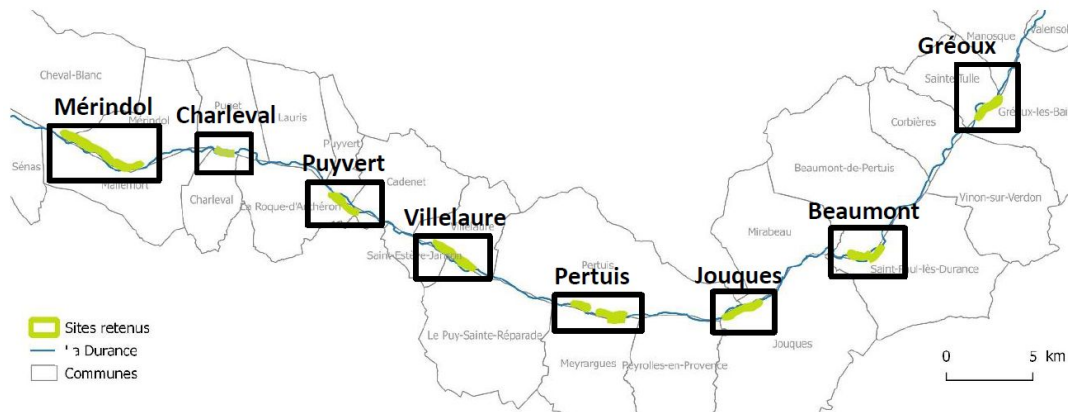 Gréoux
Manosque
Valensol
Sainte-Tulle
Gréoux-les-Bai
Corbières
Cheval-Blanc
Mérindol
Charleval
Mérindol
Lauris
Puyvert
Puyvert
Cadenet
Sénas
Mallemort
Charleval
La Roque-d'Anthéron
Beaumont-de-Pertuis
Vinon-sur-Verdon
Villelaure
Villelaure
Saint-Estève-Janson
Mirabeau
Beaumont
Saint-Paul-lès-Durance
Pertuis
Pertuis
Jouques
Le Puy-Sainte-Réparade
Meyrargues
Peyrolles-en-Provence
Jouques
Sites retenus
La Durance
Communes
0 5 km